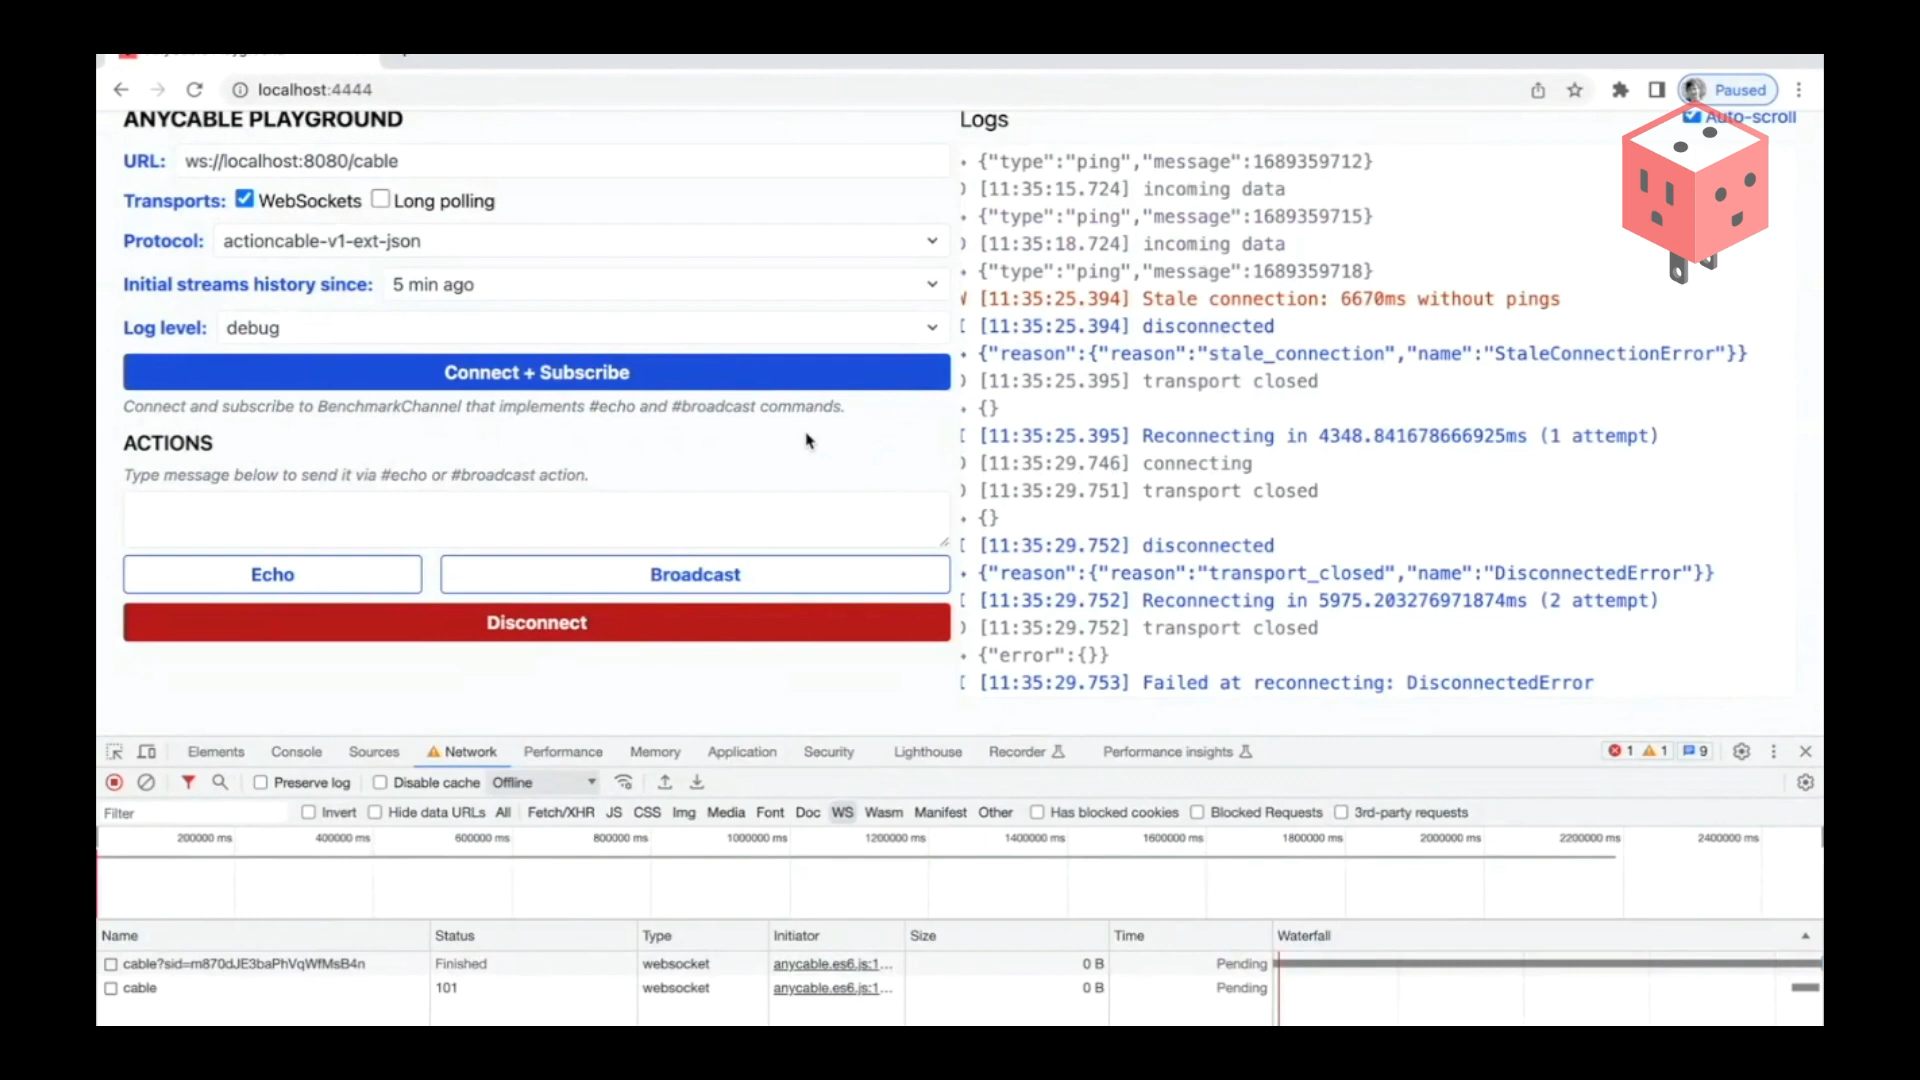 localhost:4444
Paused
ANYCABLE PLAYGROUND
URL: ws://localhost:8080/cable
Transports: WebSockets Long polling
Protocol: actioncable-v1-ext-json
Initial streams history since: 5 min ago
Log level: debug
Connect + Subscribe
Connect and subscribe to BenchmarkChannel that implements #echo and #broadcast commands.
ACTIONS
Type message below to send it via #echo or #broadcast action.
Echo
Broadcast
Disconnect
Logs
Auto-scroll
{"type":"ping","message":1689359712}
[11:35:15.724] incoming data
{"type":"ping","message":1689359715}
[11:35:18.724] incoming data
{"type":"ping","message":1689359718}
[11:35:25.394] Stale connection: 6670ms without pings
[11:35:25.394] disconnected
{"reason":{"reason":"stale_connection","name":"StaleConnectionError"}}
[11:35:25.395] transport closed
{}
[11:35:25.395] Reconnecting in 4348.841678666925ms (1 attempt)
[11:35:29.746] connecting
[11:35:29.751] transport closed
{}
[11:35:29.752] disconnected
{"reason":{"reason":"transport_closed","name":"DisconnectedError"}}
[11:35:29.752] Reconnecting in 5975.203276971874ms (2 attempt)
[11:35:29.752] transport closed
{"error":{}}
[11:35:29.753] Failed at reconnecting: DisconnectedError
Elements Console Sources Network Performance Memory Application Security Lighthouse Recorder Performance insights 1 1 9
Preserve log Disable cache Offline
Filter Invert Hide data URLs All Fetch/XHR JS CSS Img Media Font Doc WS Wasm Manifest Other Has blocked cookies Blocked Requests 3rd-party requests
200000 ms 400000 ms 600000 ms 800000 ms 1000000 ms 1200000 ms 1400000 ms 1600000 ms 1800000 ms 2000000 ms 2200000 ms 2400000 ms
Name Status Type Initiator Size Time Waterfall
cable?sid=m870dJE3baPhVqWfMsB4n Finished websocket anycable.es6.js:1... 0 B Pending
cable 101 websocket anycable.es6.js:1... 0 B Pending